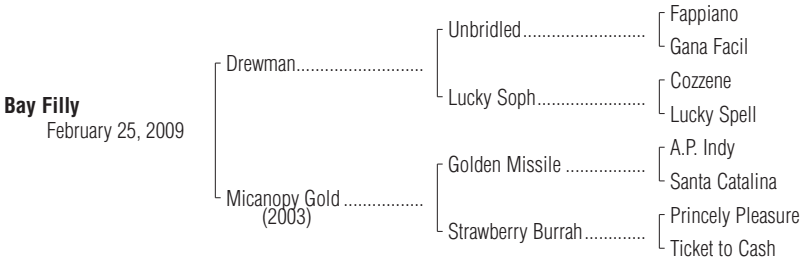 Fappiano
Unbridled..........................
Gana Facil
Drewman...........................
Cozzene
Lucky Soph.......................
Lucky Spell
Bay Filly
February 25, 2009
A.P. Indy
Golden Missile .................
Santa Catalina
Micanopy Gold .................
(2003)
Princely Pleasure
Strawberry Burrah.............
Ticket to Cash